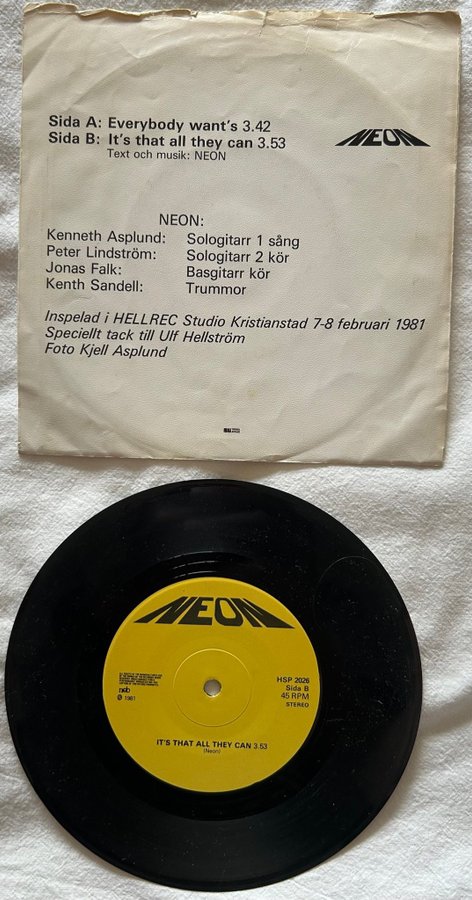 Sida A: Everybody want's 3.42
Sida B: It's that all they can 3.53
Text och musik: NEON
NEON
NEON:
Kenneth Asplund: Sologitarr 1 sång
Peter Lindström: Sologitarr 2 kör
Jonas Falk: Basgitarr kör
Kenth Sandell: Trummor
Inspelad i HELLREC Studio Kristianstad 7-8 februari 1981
Speciellt tack till Ulf Hellström
Foto Kjell Asplund
NEON
HSP 2026
Sida B
45 RPM
STEREO
ncb
℗ 1981
IT'S THAT ALL THEY CAN 3.53
(Neon)